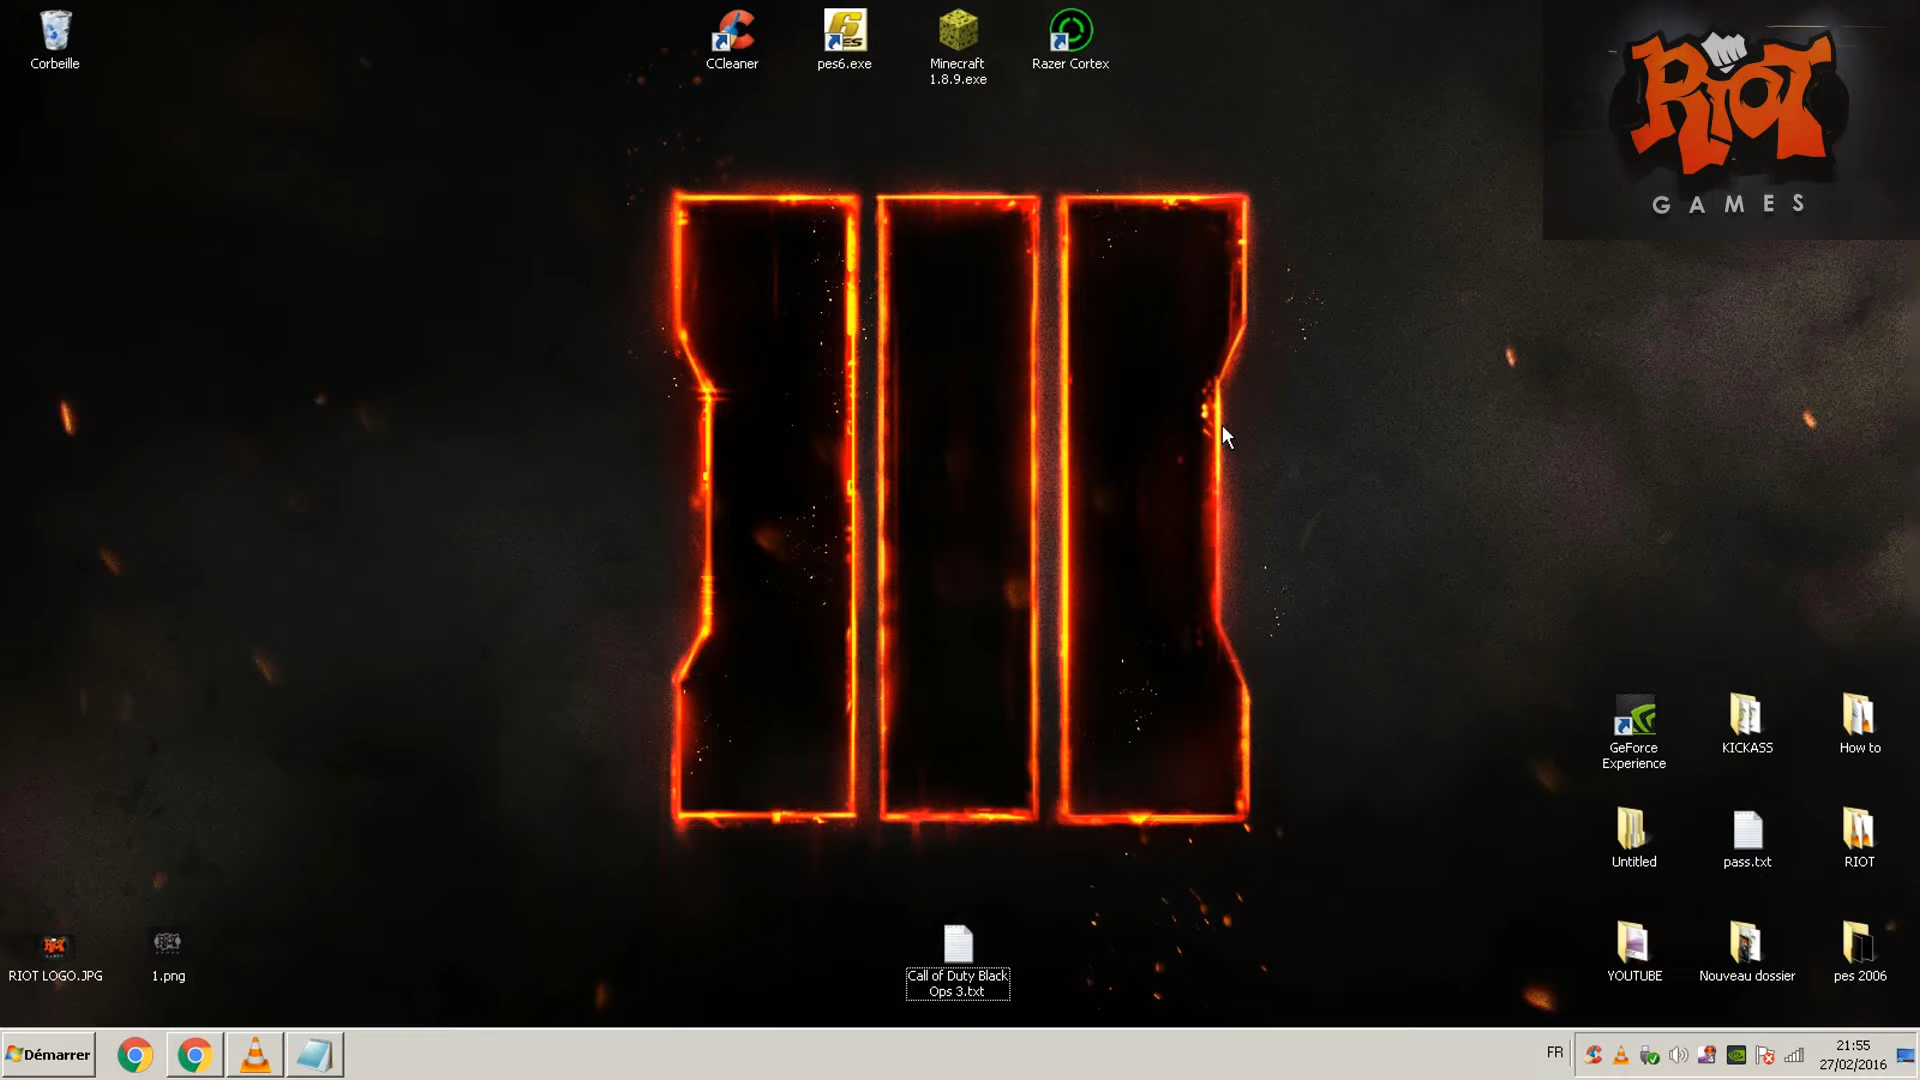 Corbeille
CCleaner
pes6.exe
Minecraft
1.8.9.exe
Razer Cortex
RiOT
GAMES
GeForce
Experience
KICKASS
How to
Untitled
pass.txt
RIOT
YOUTUBE
Nouveau dossier
pes 2006
RIOT LOGO.JPG
1.png
Call of Duty Black
Ops 3.txt
Démarrer
FR
21:55
27/02/2016